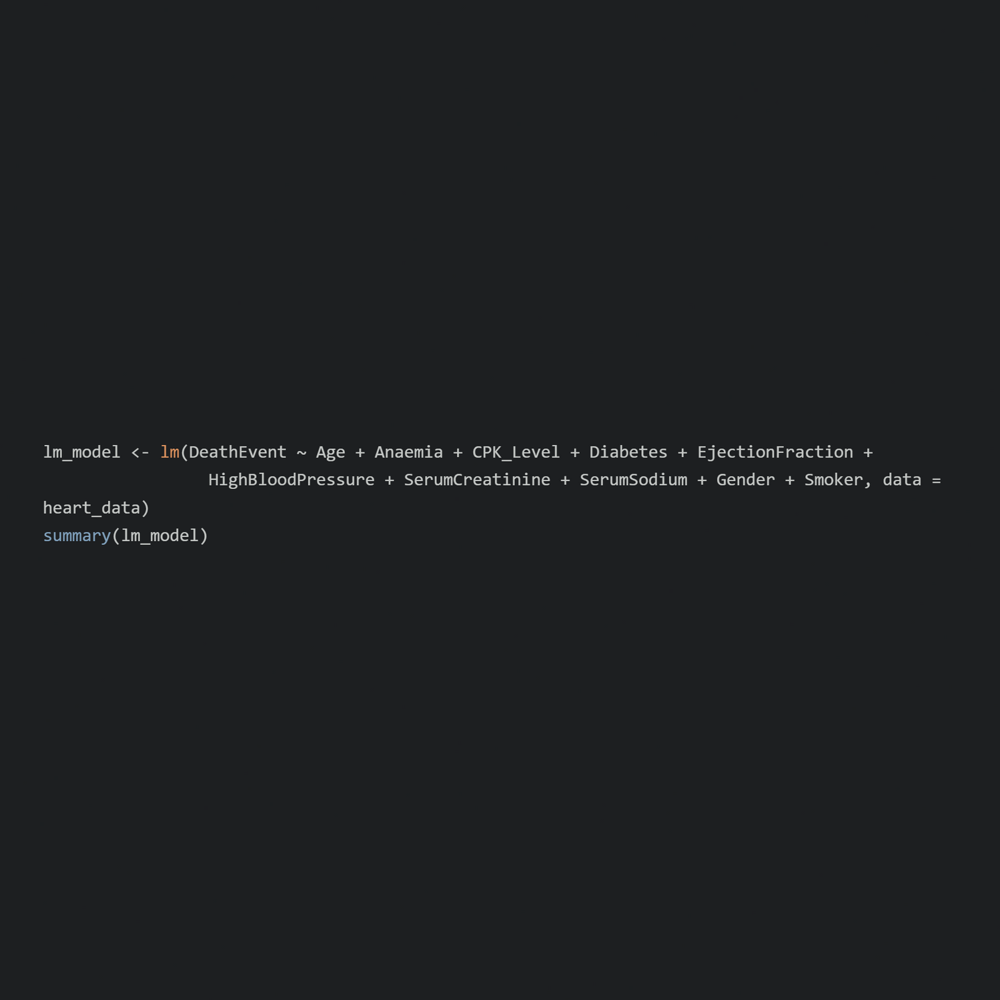 lm_model <- lm(DeathEvent ~ Age + Anaemia + CPK_Level + Diabetes + EjectionFraction +
                 HighBloodPressure + SerumCreatinine + SerumSodium + Gender + Smoker, data =
heart_data)
summary(lm_model)